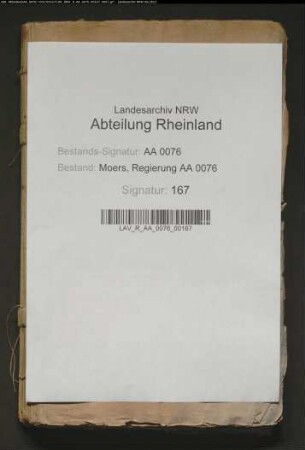 Landesarchiv NRW
Abteilung Rheinland
Bestands-Signatur: AA 0076
Bestand: Moers, Regierung AA 0076
Signatur: 167
LAV_R_AA_0076_00167